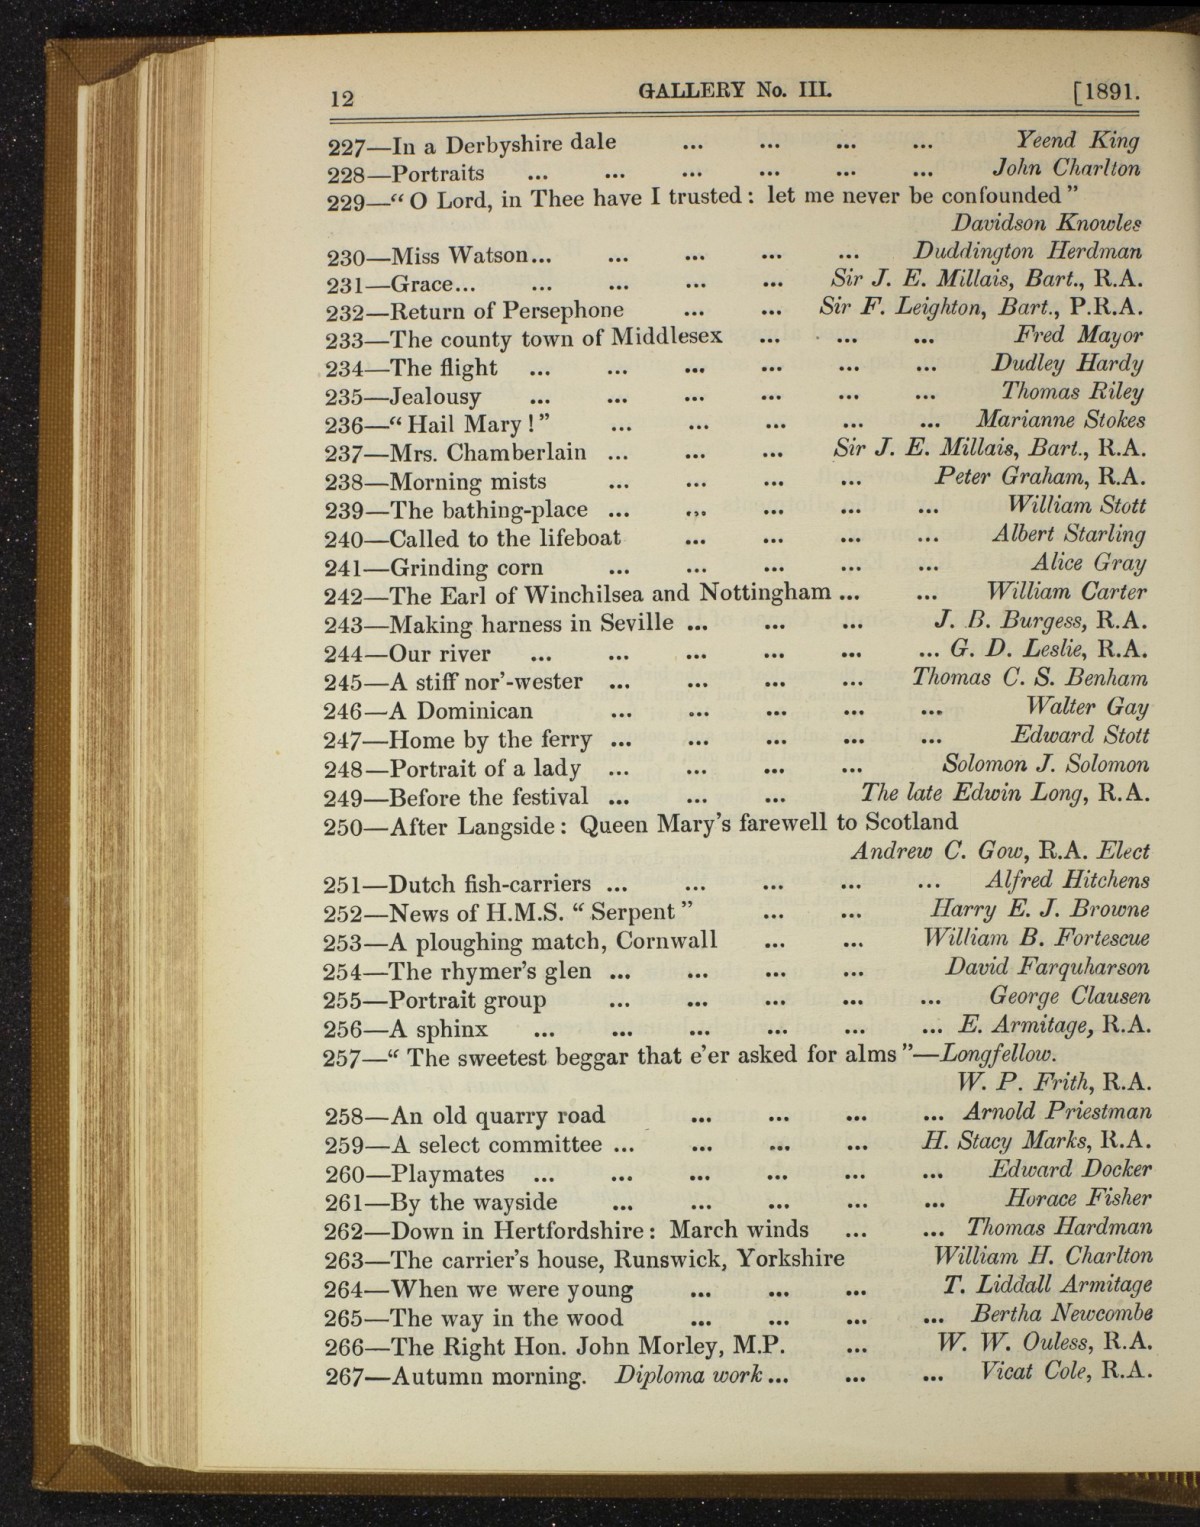 12 GALLERY No. III. [1891.
227—In a Derbyshire dale ... ... ... ... Yeend King
228—Portraits ... ... ... ... ... ... John Charlton
229—“ O Lord, in Thee have I trusted : let me never be confounded ”
Davidson Knowles
230—Miss Watson... ... ... ... ... Duddington Herdman
231—Grace... ... ... ... ... Sir J. E. Millais, Bart., R.A.
232—Return of Persephone ... ... Sir F. Leighton, Bart., P.R.A.
233—The county town of Middlesex ... ... ... Fred Mayor
234—The flight ... ... ... ... ... ... Dudley Hardy
235—Jealousy ... ... ... ... ... ... Thomas Riley
236—“ Hail Mary ! ” ... ... ... ... ... Marianne Stokes
237—Mrs. Chamberlain ... ... ... Sir J. E. Millais, Bart., R.A.
238—Morning mists ... ... ... ... Peter Graham, R.A.
239—The bathing-place ... ... ... ... ... William Stott
240—Called to the lifeboat ... ... ... ... Albert Starling
241—Grinding corn ... ... ... ... ... Alice Gray
242—The Earl of Winchilsea and Nottingham ... ... William Carter
243—Making harness in Seville ... ... ... J. B. Burgess, R.A.
244—Our river ... ... ... ... ... ... G. D. Leslie, R.A.
245—A stiff nor’-wester ... ... ... ... Thomas C. S. Benham
246—A Dominican ... ... ... ... ... Walter Gay
247—Home by the ferry ... ... ... ... ... Edward Stott
248—Portrait of a lady ... ... ... ... Solomon J. Solomon
249—Before the festival ... ... ... The late Edwin Long, R.A.
250—After Langside : Queen Mary’s farewell to Scotland
Andrew C. Gow, R.A. Elect
251—Dutch fish-carriers ... ... ... ... ... Alfred Hitchens
252—News of H.M.S. “ Serpent ” ... ... Harry E. J. Browne
253—A ploughing match, Cornwall ... ... William B. Fortescue
254—The rhymer’s glen ... ... ... ... David Farquharson
255—Portrait group ... ... ... ... ... George Clausen
256—A sphinx ... ... ... ... ... ... E. Armitage, R.A.
257—“ The sweetest beggar that e’er asked for alms ”—Longfellow.
W. P. Frith, R.A.
258—An old quarry road ... ... ... ... Arnold Priestman
259—A select committee ... ... ... ... H. Stacy Marks, R.A.
260—Playmates ... ... ... ... ... ... Edward Docker
261—By the wayside ... ... ... ... ... Horace Fisher
262—Down in Hertfordshire : March winds ... ... Thomas Hardman
263—The carrier’s house, Runswick, Yorkshire William H. Charlton
264—When we were young ... ... ... T. Liddall Armitage
265—The way in the wood ... ... ... ... Bertha Newcombe
266—The Right Hon. John Morley, M.P. ... W. W. Ouless, R.A.
267—Autumn morning. Diploma work ... ... ... Vicat Cole, R.A.